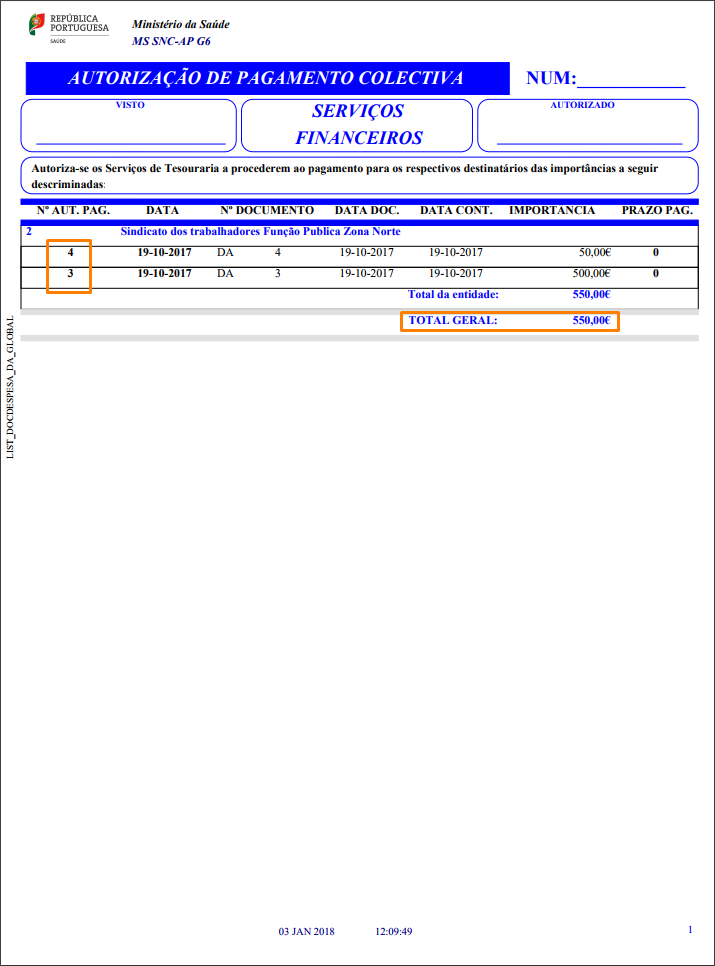 REPÚBLICA
PORTUGUESA
SAÚDE
Ministério da Saúde
MS SNC-AP G6
AUTORIZAÇÃO DE PAGAMENTO COLECTIVA NUM:___________
VISTO
SERVIÇOS
FINANCEIROS
AUTORIZADO
Autoriza-se os Serviços de Tesouraria a procederem ao pagamento para os respectivos destinatários das importâncias a seguir
descriminadas:
Nº AUT. PAG. DATA Nº DOCUMENTO DATA DOC. DATA CONT. IMPORTANCIA PRAZO PAG.
2 Sindicato dos trabalhadores Função Publica Zona Norte
4 19-10-2017 DA 4 19-10-2017 19-10-2017 50,00€ 0
3 19-10-2017 DA 3 19-10-2017 19-10-2017 500,00€ 0
Total da entidade: 550,00€
TOTAL GERAL: 550,00€
LIST_DOCDESPESA_DA_GLOBAL
03 JAN 2018 12:09:49 1